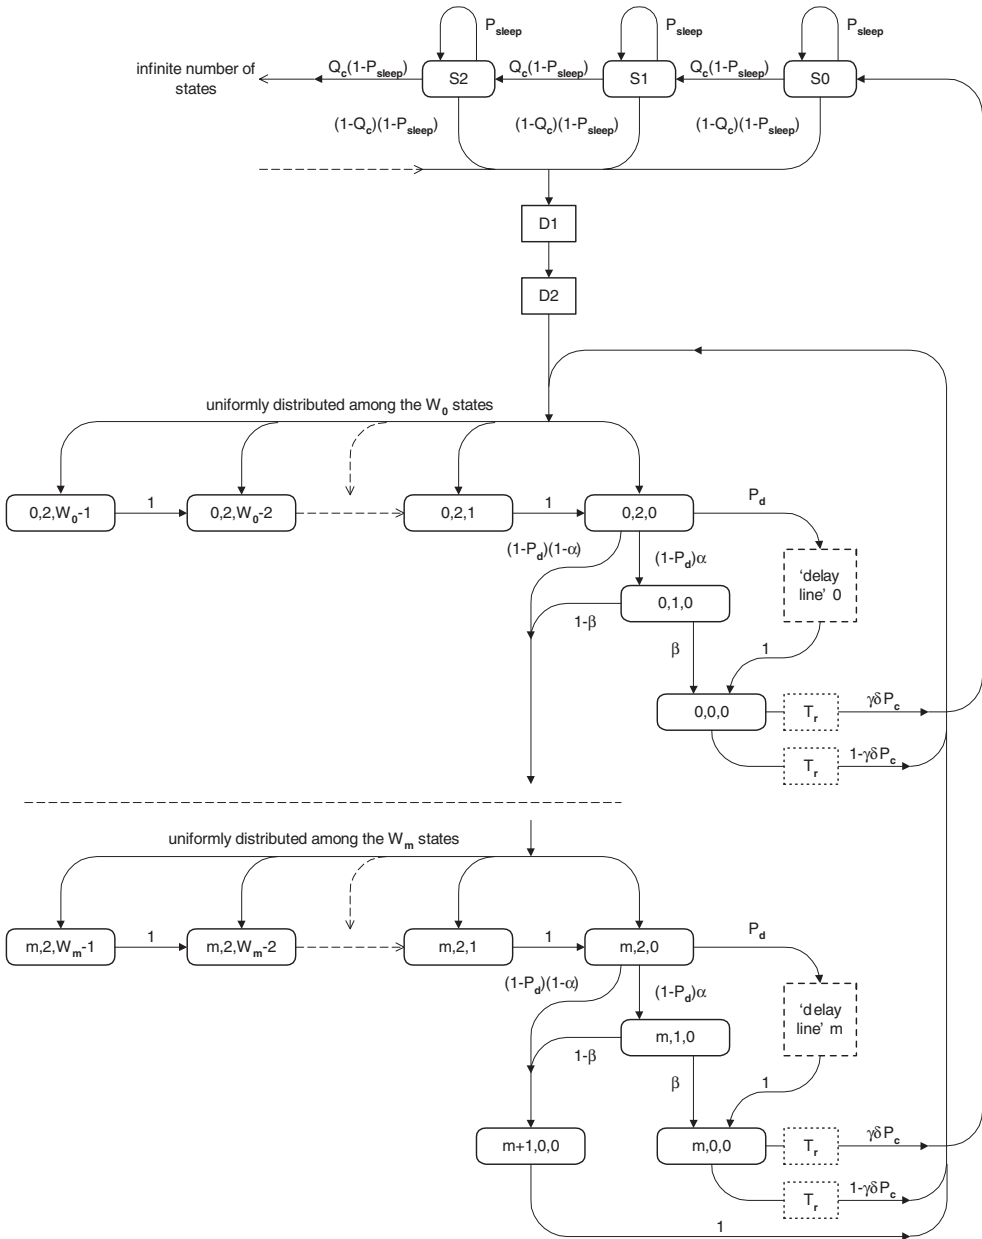 P_sleep P_sleep P_sleep
infinite number of
states
Q_c(1-P_sleep) S2 Q_c(1-P_sleep) S1 Q_c(1-P_sleep) S0
(1-Q_c)(1-P_sleep) (1-Q_c)(1-P_sleep) (1-Q_c)(1-P_sleep)
D1
D2
uniformly distributed among the W_0 states
0,2,W_0-1 1 0,2,W_0-2 0,2,1 1 0,2,0 P_d
(1-P_d)(1-α) (1-P_d)α
'delay
line' 0
0,1,0
1-β
β 1
0,0,0 T_r γδP_c
T_r 1-γδP_c
uniformly distributed among the W_m states
m,2,W_m-1 1 m,2,W_m-2 m,2,1 1 m,2,0 P_d
(1-P_d)(1-α) (1-P_d)α
'delay
line' m
m,1,0
1-β
β 1
m+1,0,0 m,0,0 T_r γδP_c
T_r 1-γδP_c
1